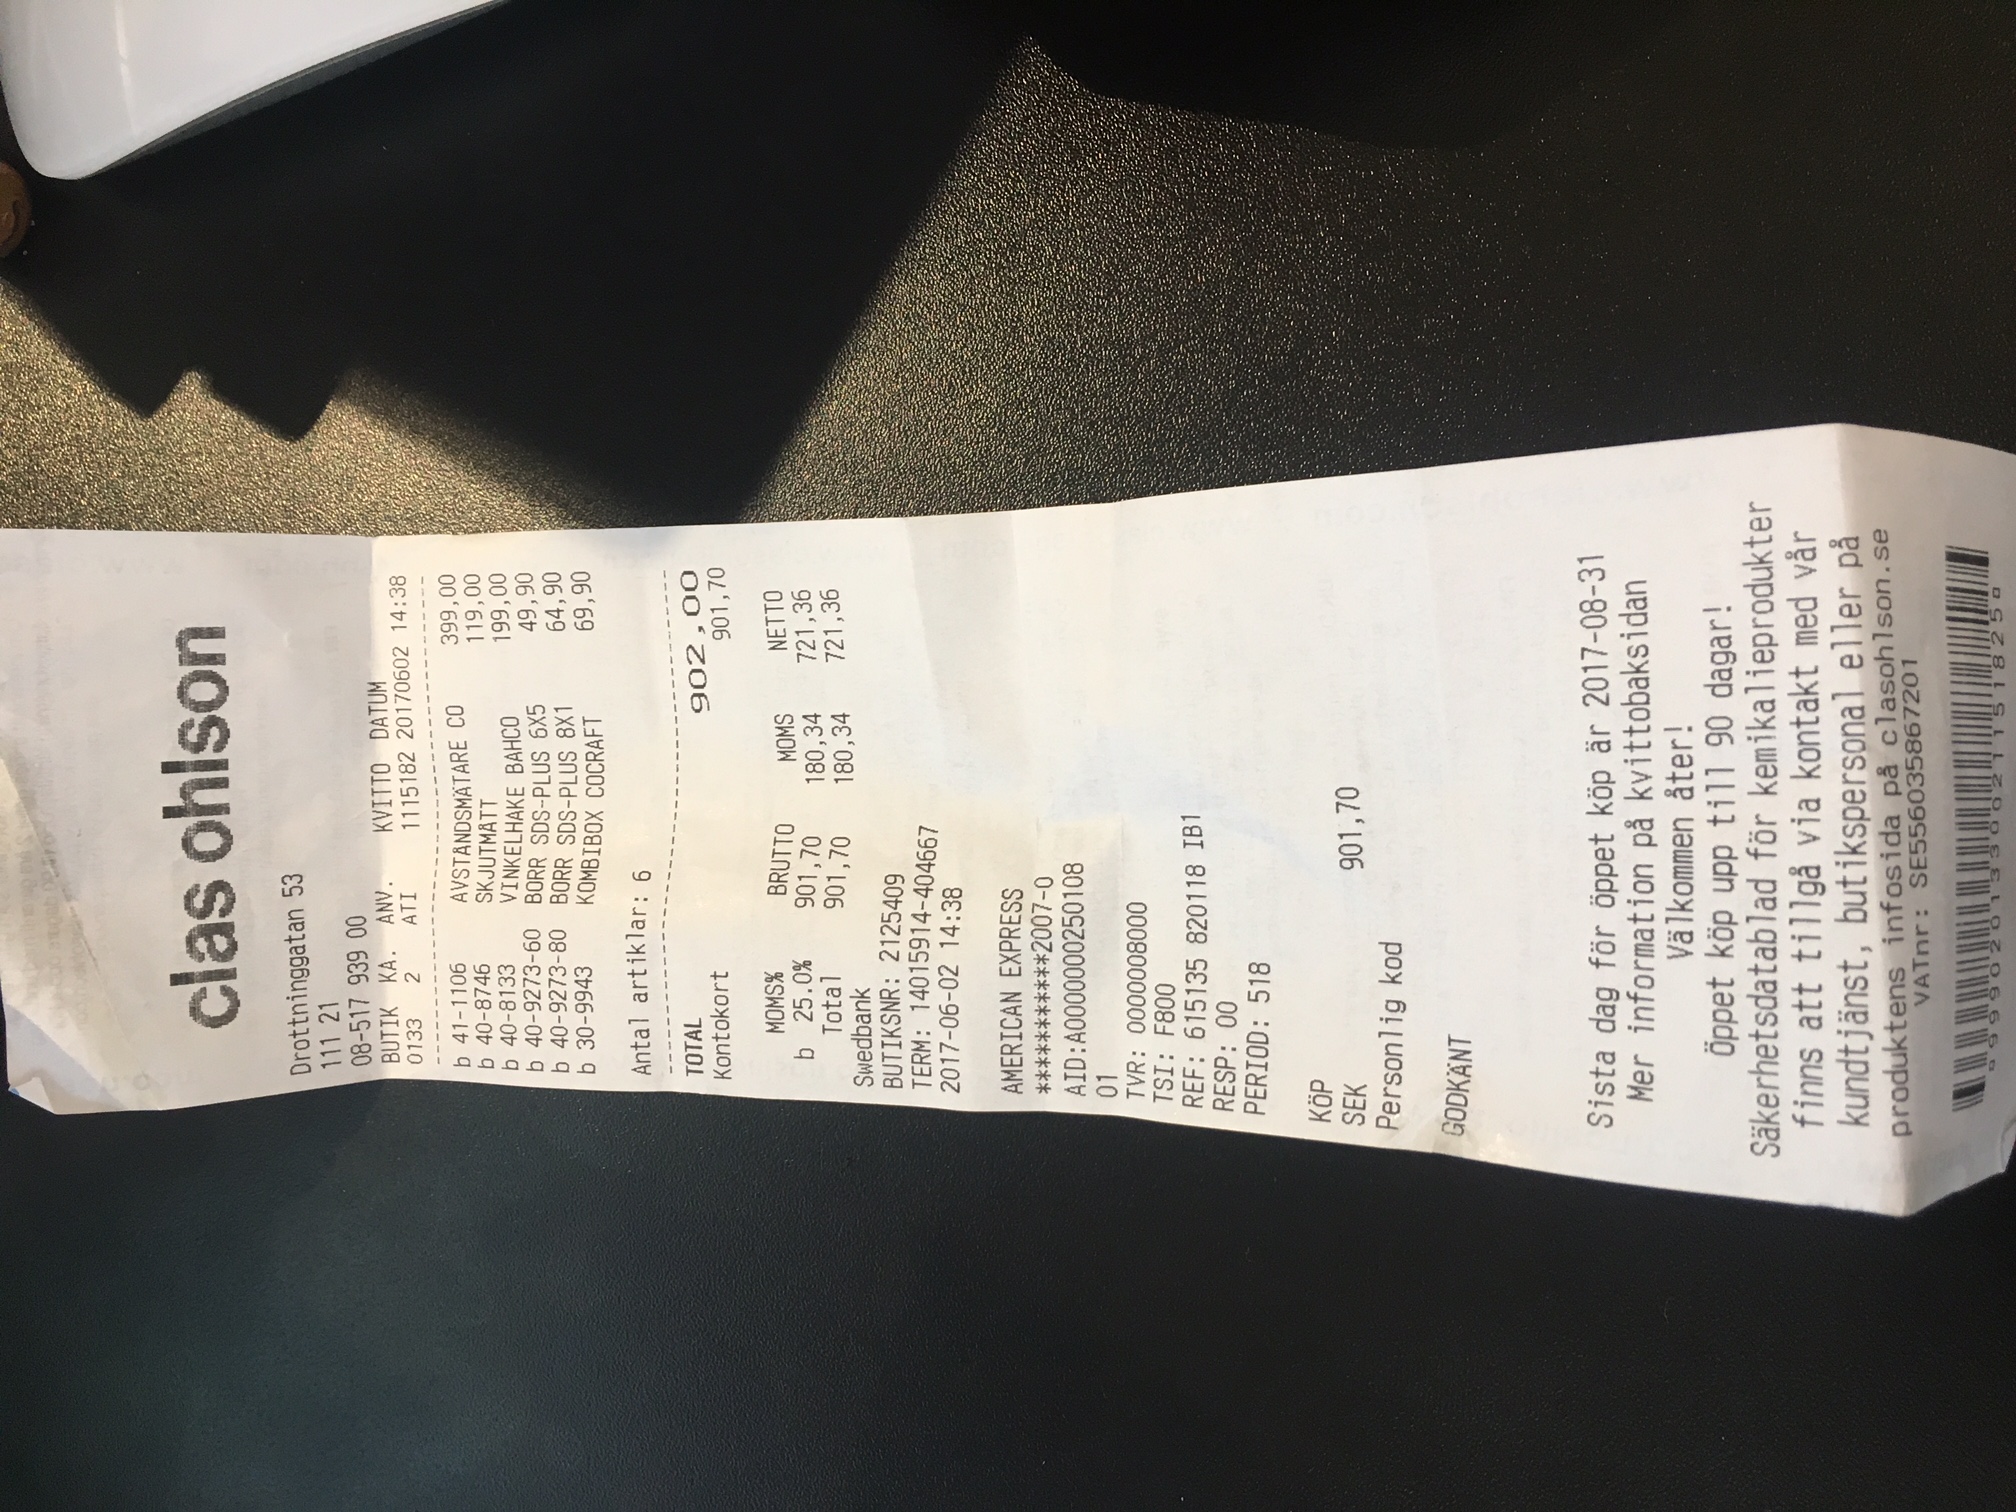 clas ohlson
Drottninggatan 53
111 21
08-517 939 00
BUTIK KA. ANV. KVITTO DATUM
0133 2 ATI 1115182 20170602 14:38
b 41-1106 AVSTÅNDSMÄTARE CO 399,00
b 40-8746 SKJUTMÅTT 119,00
b 40-8133 VINKELHAKE BAHCO 199,00
b 40-9273-60 BORR SDS-PLUS 6X5 49,90
b 40-9273-80 BORR SDS-PLUS 8X1 64,90
b 30-9943 KOMBIBOX COCRAFT 69,90
Antal artiklar: 6
TOTAL 902,00
Kontokort 901,70
MOMS% BRUTTO MOMS NETTO
b 25.0% 901,70 180,34 721,36
Total 901,70 180,34 721,36
Swedbank
BUTIKSNR: 2125409
TERM: 14015914-404667
2017-06-02 14:38
AMERICAN EXPRESS
***********2007-0
AID:A0000000250108
01
TVR: 0000008000
TSI: F800
REF: 615135 820118 IB1
RESP: 00
PERIOD: 518
KÖP
SEK 901,70
Personlig kod
GODKÄNT
Sista dag för öppet köp är 2017-08-31
Mer information på kvittobaksidan
Välkommen åter!
Öppet köp upp till 90 dagar!
Säkerhetsdatablad för kemikalieprodukter
finns att tillgå via kontakt med vår
kundtjänst, butikspersonal eller på
produktens infosida på clasohlson.se
VATnr: SE556035867201